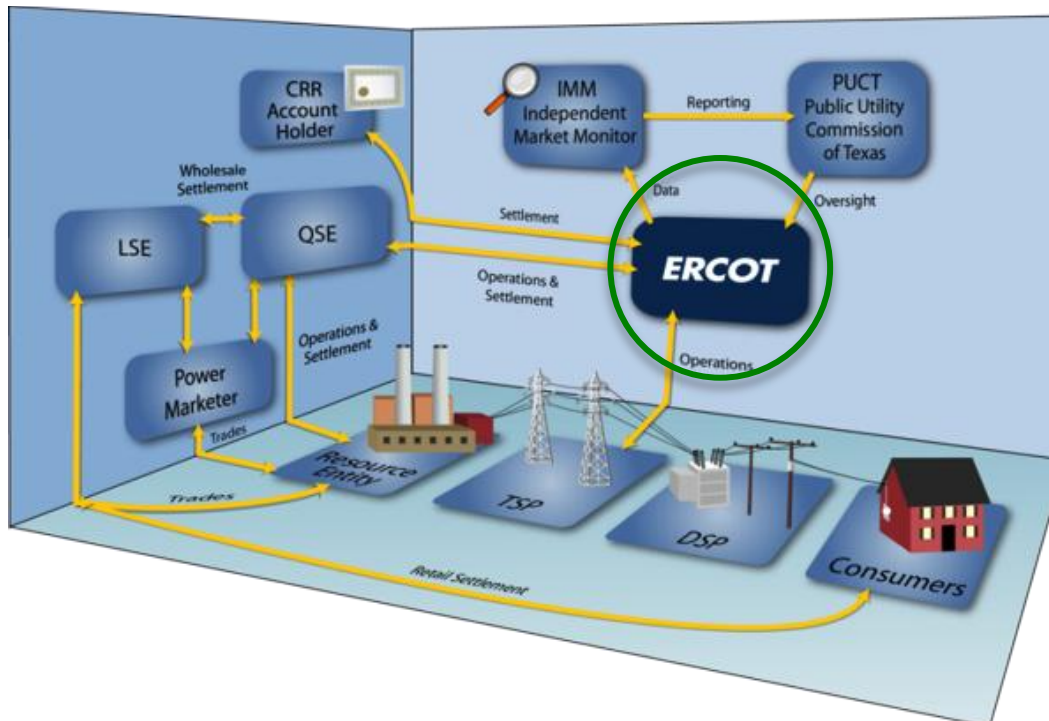 CRR
Account
Holder
IMM
Independent
Market Monitor
Reporting
PUCT
Public Utility
Commission
of Texas
Wholesale
Settlement
Data
Oversight
LSE
QSE
Settlement
ERCOT
Operations &
Settlement
Operations &
Settlement
Operations
Power
Marketer
Trades
Resource
Entity
Trades
TSP
DSP
Consumers
Retail Settlement